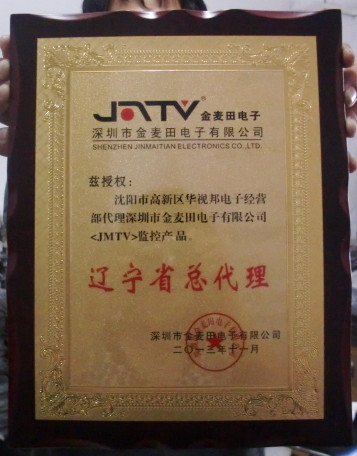 JMTV® 金麦田电子
深圳市金麦田电子有限公司
SHENZHEN JINMAITIAN ELECTRONICS CO.,LTD.
兹授权:
沈阳市高新区华视邦电子经营
部代理深圳市金麦田电子有限公司
<JMTV>监控产品。
辽宁省总代理
深圳市金麦田电子有限公司
二〇一三年十一月